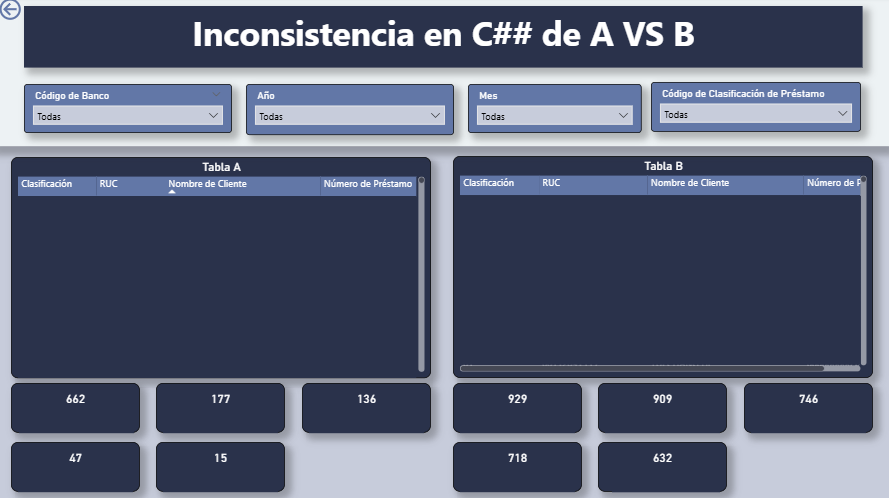 Inconsistencia en C## de A VS B
Código de Banco
Todas
Año
Todas
Mes
Todas
Código de Clasificación de Préstamo
Todas
Tabla A
Clasificación RUC Nombre de Cliente Número de Préstamo
Tabla B
Clasificación RUC Nombre de Cliente Número de P
662 177 136
47 15
929 909 746
718 632